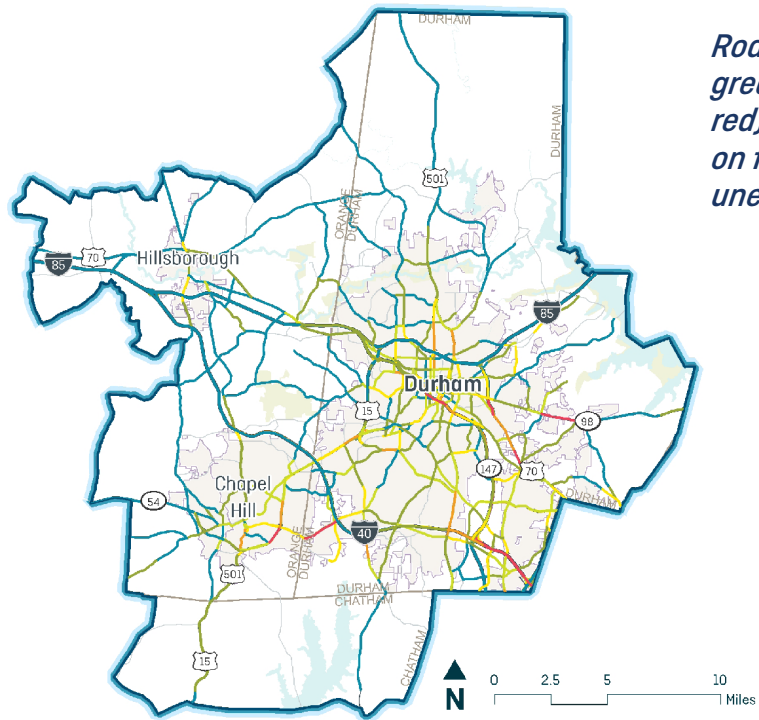 DURHAM
Roa
gree
red)
on f
une
DURHAM
501
ORANGE
DURHAM
70
85
Hillsborough
85
Durham
15
98
147
70
Chapel
Hill
54
DURHAM
40
501
ORANGE
DURHAM
DURHAM
CHATHAM
15
CHATHAM
N
0 2.5 5 10
Miles